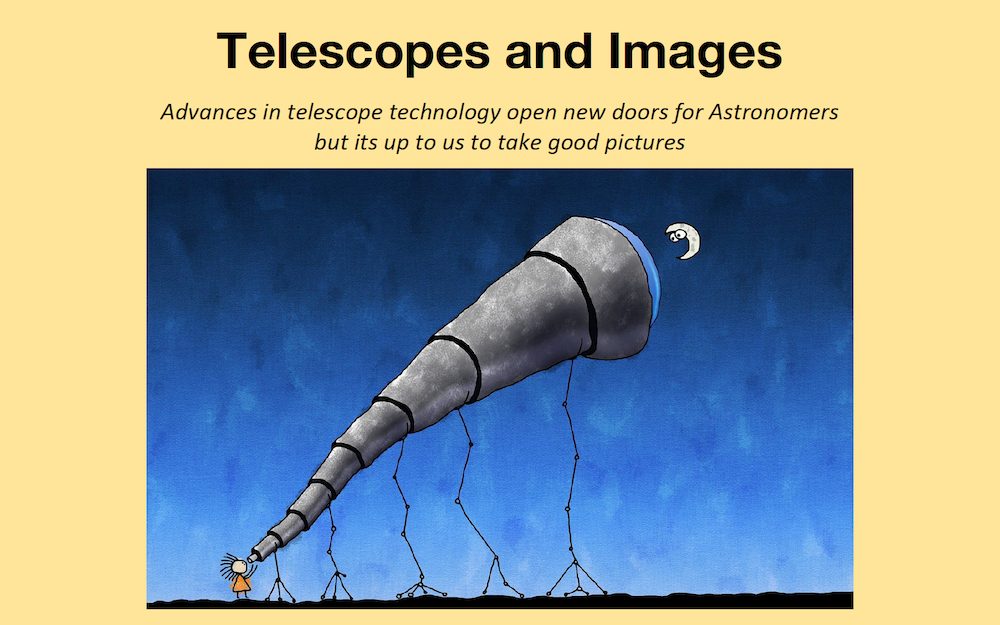 Telescopes and Images
Advances in telescope technology open new doors for Astronomers
but its up to us to take good pictures